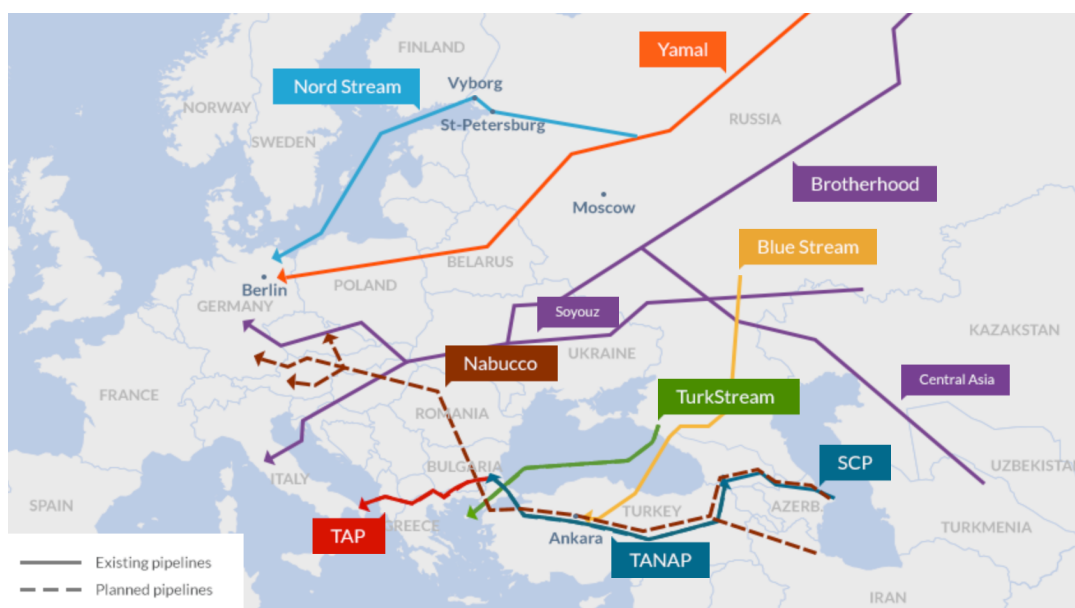 FINLAND
Yamal
Nord Stream
Vyborg
NORWAY
St-Petersburg
RUSSIA
SWEDEN
Brotherhood
Moscow
Blue Stream
BELARUS
Berlin
POLAND
GERMANY
Soyouz
KAZAKSTAN
UKRAINE
Nabucco
Central Asia
FRANCE
TurkStream
ROMANIA
SCP
BULGARIA
UZBEKISTAN
ITALY
SPAIN
TURKEY
AZERB.
TURKMENIA
GREECE
TAP
Ankara
TANAP
Existing pipelines
Planned pipelines
IRAN